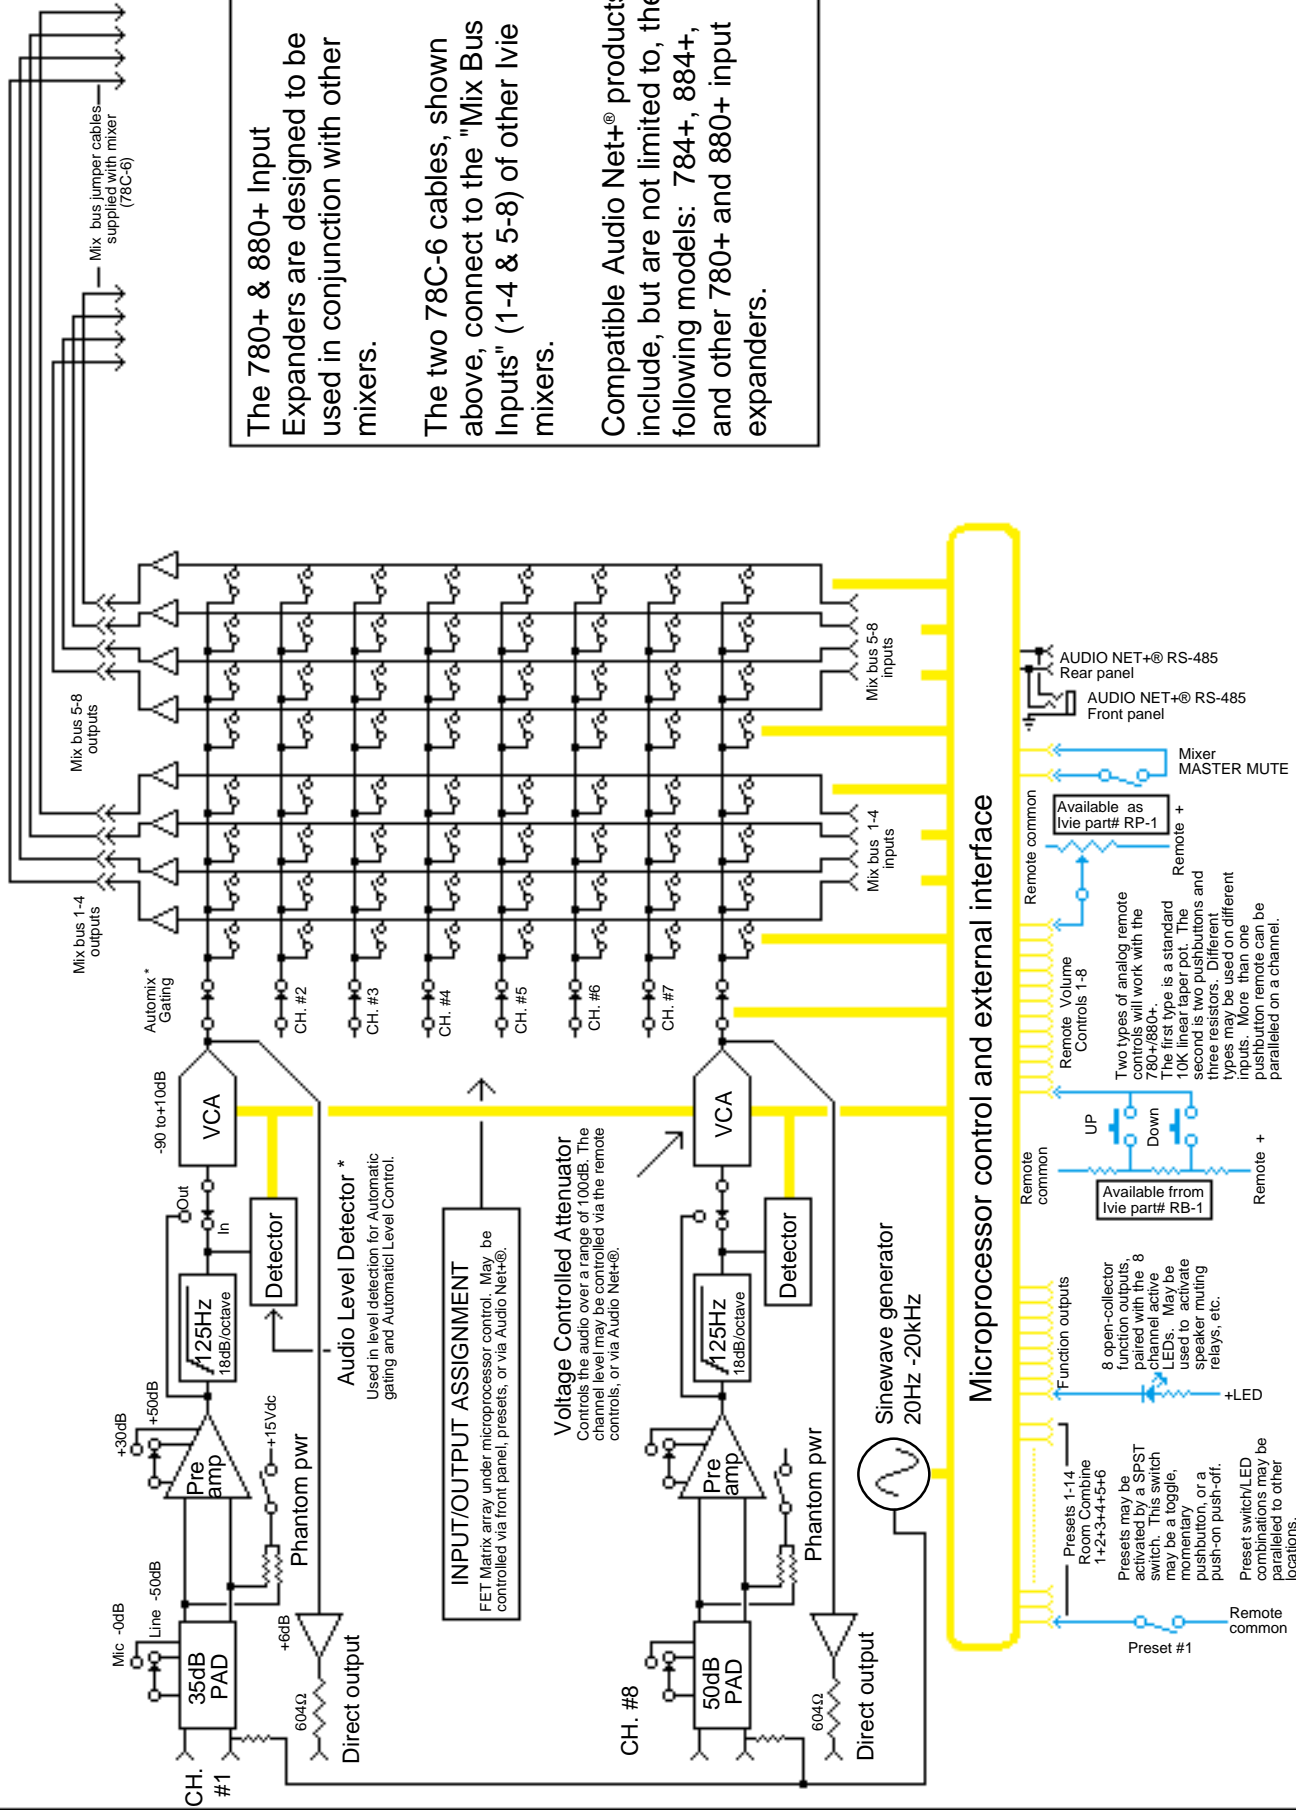 Mix bus jumper cables
supplied with mixer
(78C-6)
The 780+ & 880+ Input
Expanders are designed to be
used in conjunction with other
mixers.
The two 78C-6 cables, shown
above, connect to the "Mix Bus
Inputs" (1-4 & 5-8) of other Ivie
mixers.
Compatible Audio Net+® products
include, but are not limited to, the
following models: 784+, 884+,
and other 780+ and 880+ input
expanders.
Mix bus 1-4
outputs
Mix bus 5-8
outputs
Automix *
Gating
CH. #2
CH. #3
CH. #4
CH. #5
CH. #6
CH. #7
Mix bus 1-4
inputs
Mix bus 5-8
inputs
CH.
#1
Mic -0dB
Line -50dB
35dB
PAD
+30dB
+50dB
Pre
amp
+15Vdc
Phantom pwr
125Hz
18dB/octave
Out
In
-90 to+10dB
VCA
Detector
+6dB
604Ω
Direct output
Audio Level Detector *
Used in level detection for Automatic
gating and Automaticl Level Control.
INPUT/OUTPUT ASSIGNMENT
FET Matrix array under microprocessor control. May be
controlled via front panel, presets, or via Audio Net+®.
Voltage Controlled Attenuator
Controls the audio over a range of 100dB. The
channel level may be controlled via the remote
controls, or via Audio Net+®.
CH. #8
50dB
PAD
Pre
amp
Phantom pwr
125Hz
18dB/octave
VCA
Detector
604Ω
Direct output
Sinewave generator
20Hz -20kHz
Microprocessor control and external interface
Preset #1
Remote
common
Presets 1-14
Room Combine
1+2+3+4+5+6
Presets may be
activated by a SPST
switch. This switch
may be a toggle,
momentary
pushbutton, or a
push-on push-off.
Preset switch/LED
combinations may be
paralleled to other
locations.
Function outputs
8 open-collector
function outputs,
paired with the 8
channel active
LEDs. May be
used to activate
speaker muting
relays, etc.
+LED
Remote
common
UP
Down
Available from
Ivie part# RB-1
Remote +
Remote Volume
Controls 1-8
Two types of analog remote
controls will work with the
780+/880+.
The first type is a standard
10K linear taper pot. The
second is two pushbuttons and
three resistors. Different
types may be used on different
inputs. More than one
pushbutton remote can be
paralleled on a channel.
Remote common
Available as
Ivie part# RP-1
Remote +
Mixer
MASTER MUTE
AUDIO NET+® RS-485
Front panel
AUDIO NET+® RS-485
Rear panel